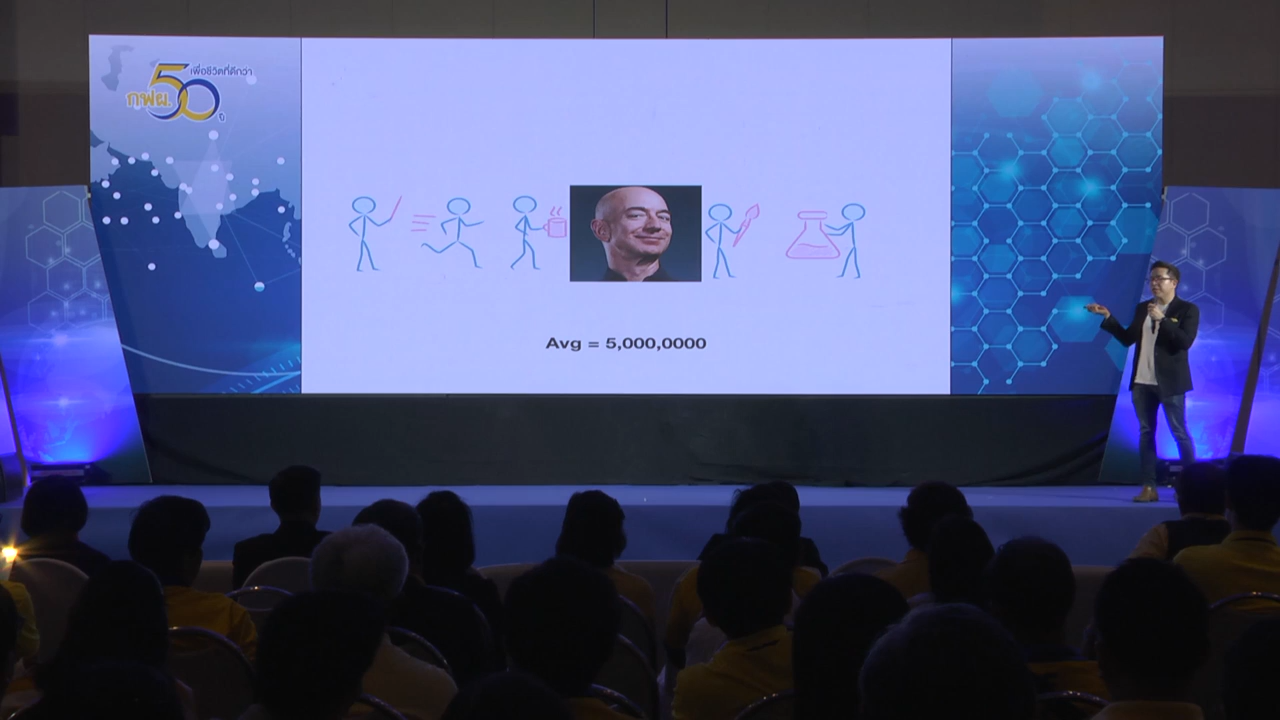 เพื่อชีวิตที่ดีกว่า
กฟผ. 50 ปี
Avg = 5,000,0000